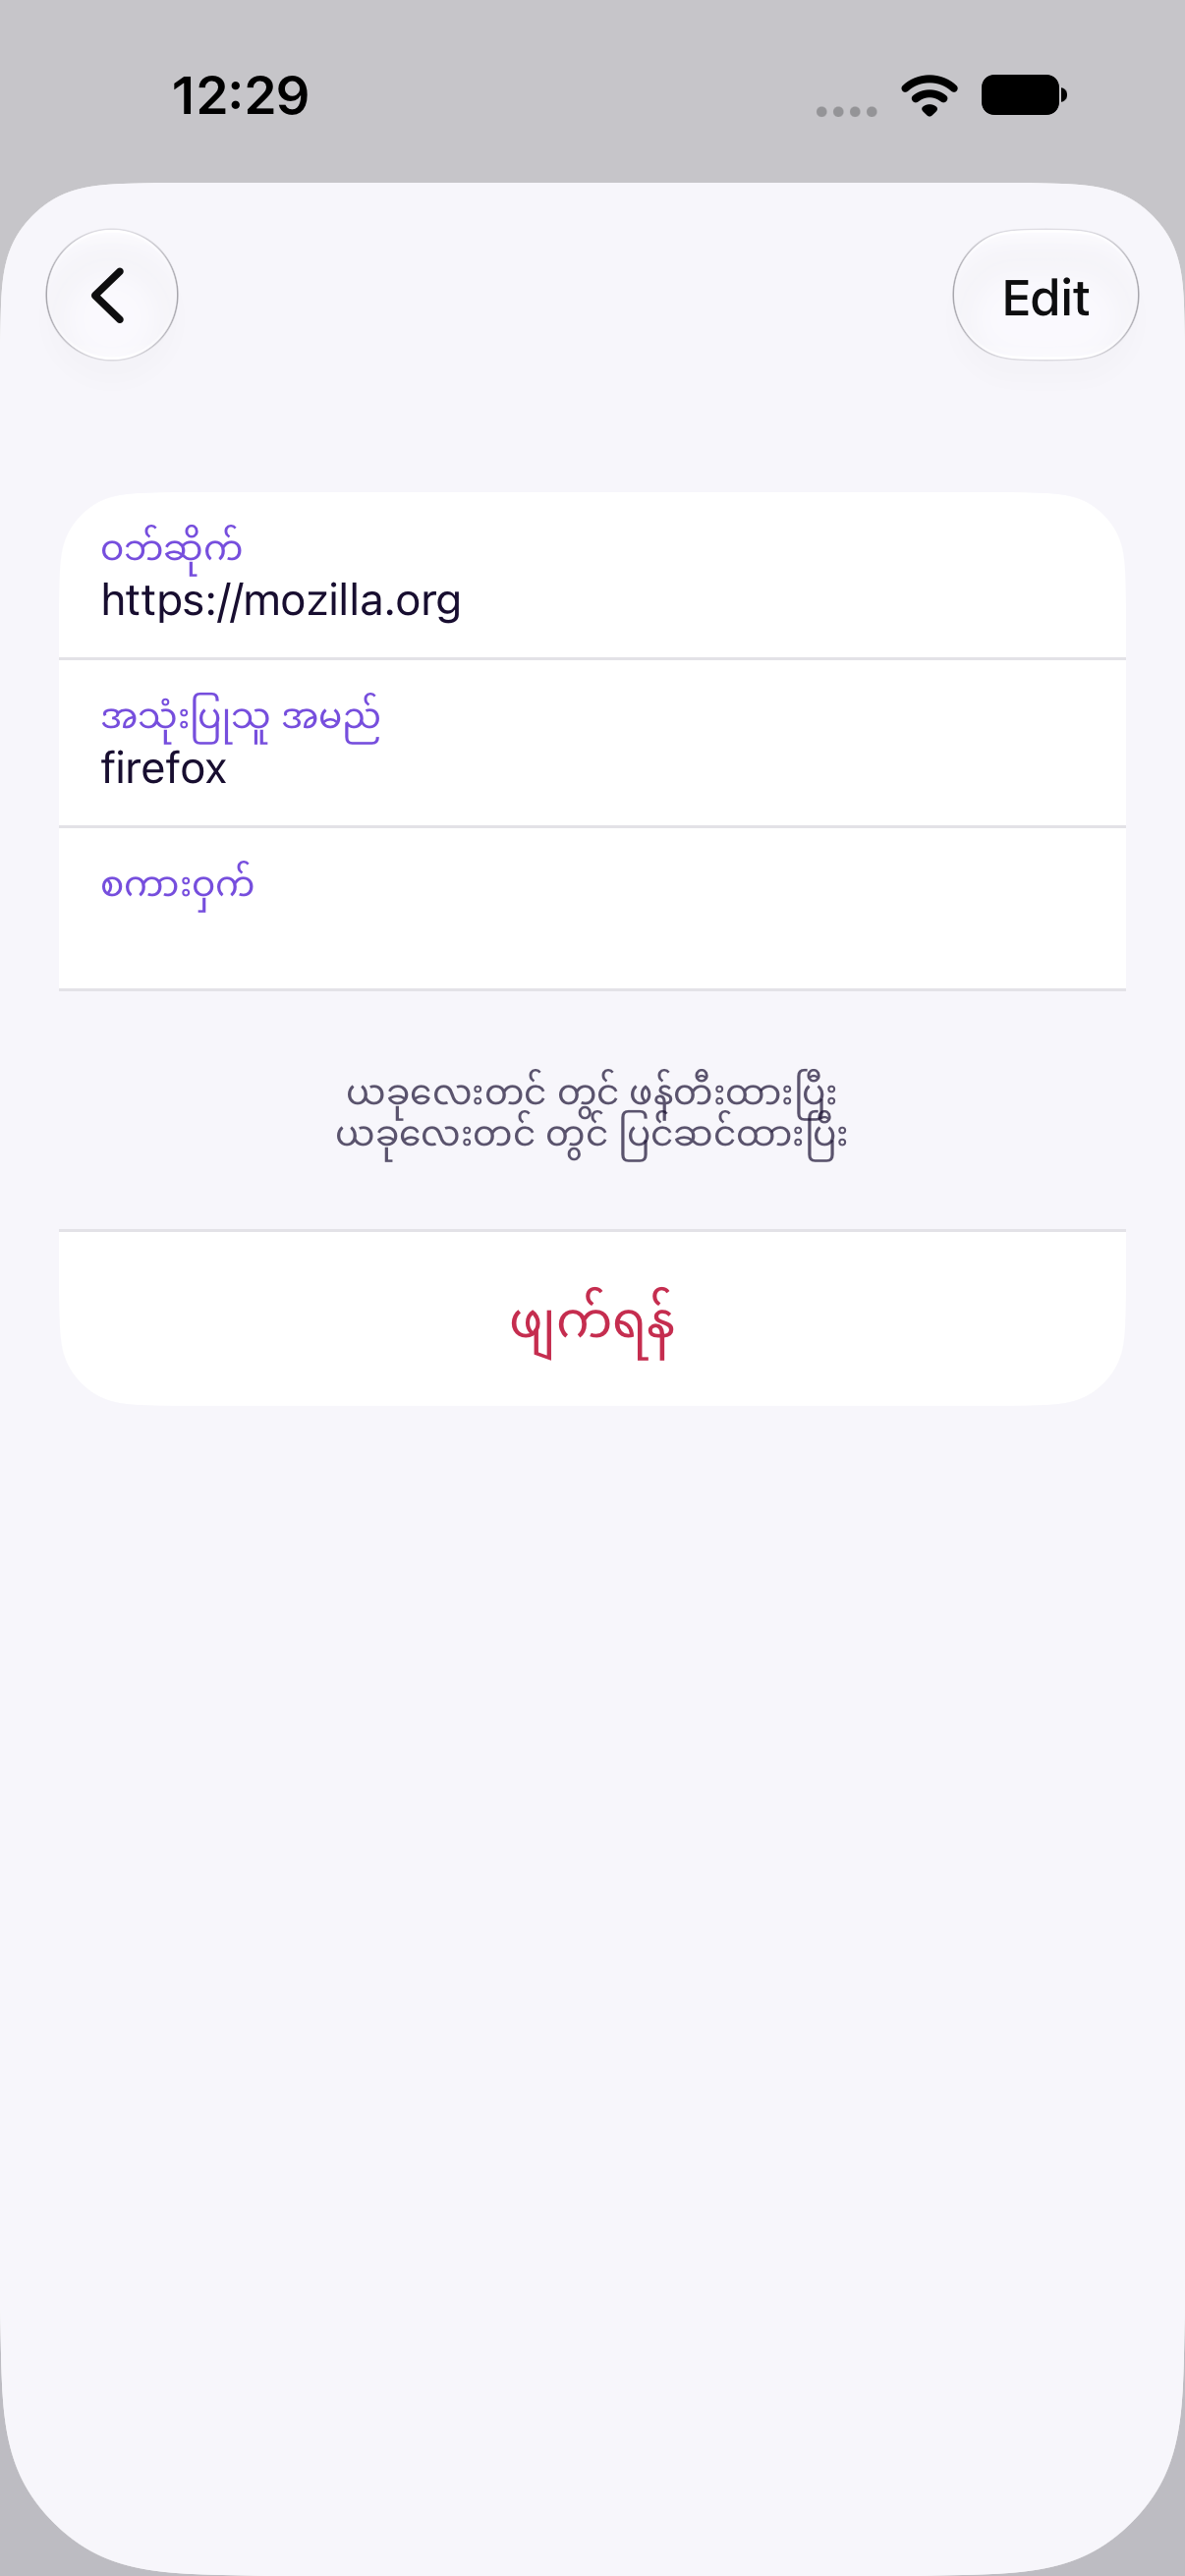 12:29
Edit
ဝဘ်ဆိုက်
https://mozilla.org
အသုံးပြုသူ အမည်
firefox
စကားဝှက်
ယခုလေးတင် တွင် ဖန်တီးထားပြီး
ယခုလေးတင် တွင် ပြင်ဆင်ထားပြီး
ဖျက်ရန်